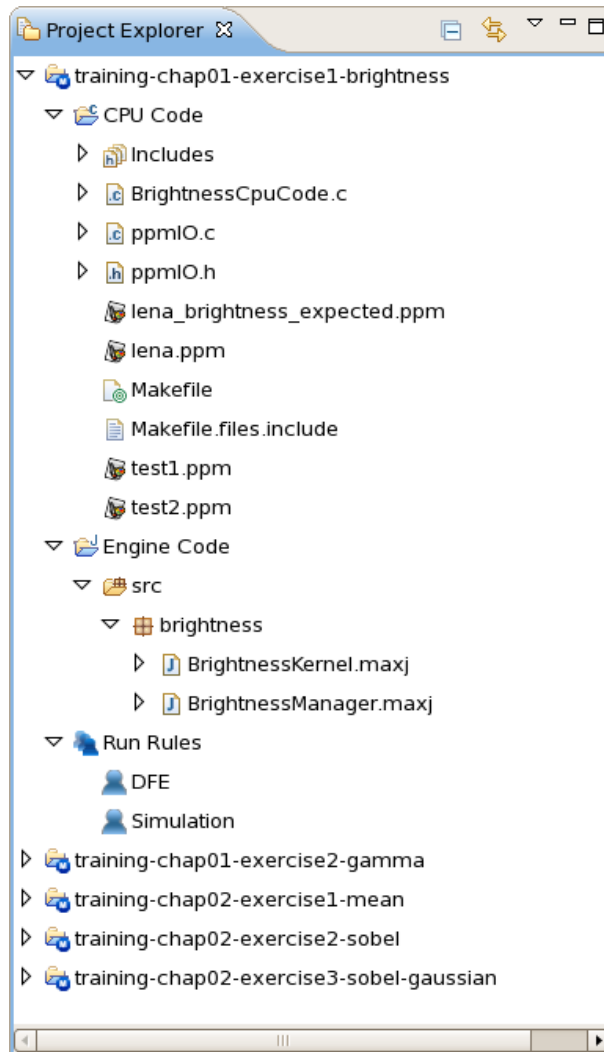 Project Explorer
training-chap01-exercise1-brightness
CPU Code
Includes
BrightnessCpuCode.c
ppmIO.c
ppmIO.h
lena_brightness_expected.ppm
lena.ppm
Makefile
Makefile.files.include
test1.ppm
test2.ppm
Engine Code
src
brightness
BrightnessKernel.maxj
BrightnessManager.maxj
Run Rules
DFE
Simulation
training-chap01-exercise2-gamma
training-chap02-exercise1-mean
training-chap02-exercise2-sobel
training-chap02-exercise3-sobel-gaussian